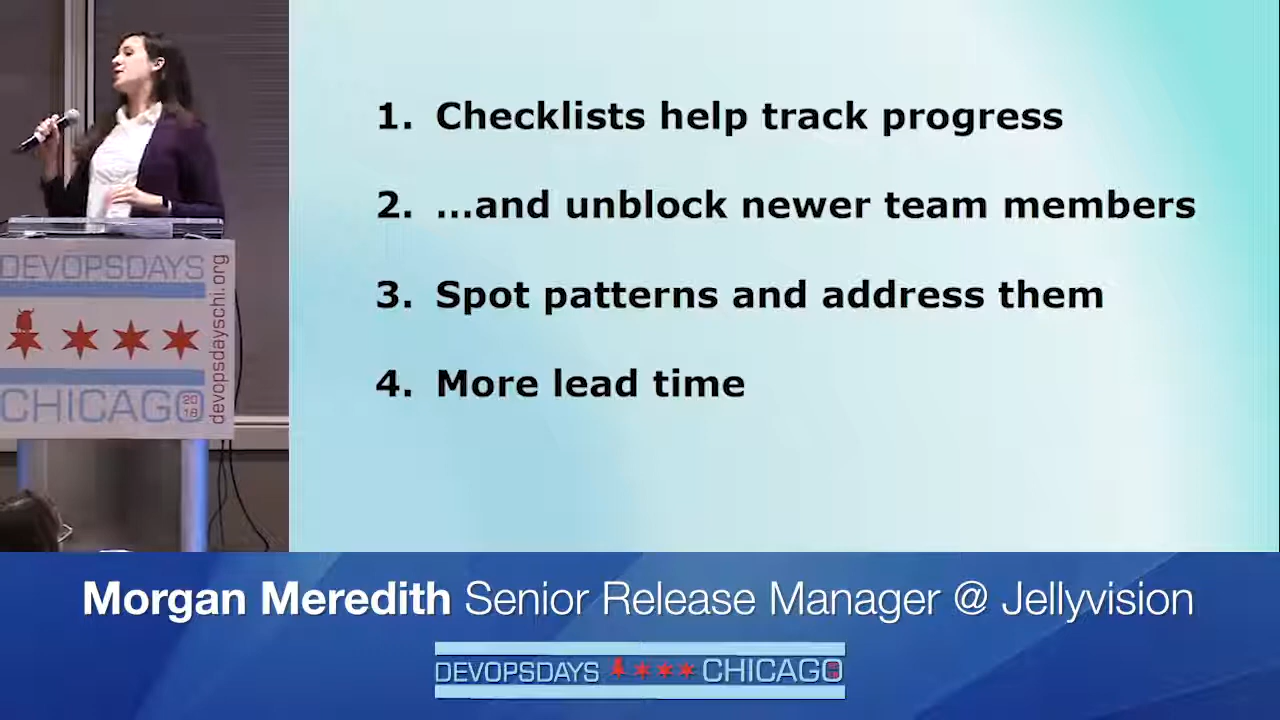 1. Checklists help track progress
2. ...and unblock newer team members
3. Spot patterns and address them
4. More lead time
DEVOPSDAYS
CHICAGO
2018
devopsdayschi.org
Morgan Meredith Senior Release Manager @ Jellyvision
DEVOPSDAYS CHICAGO